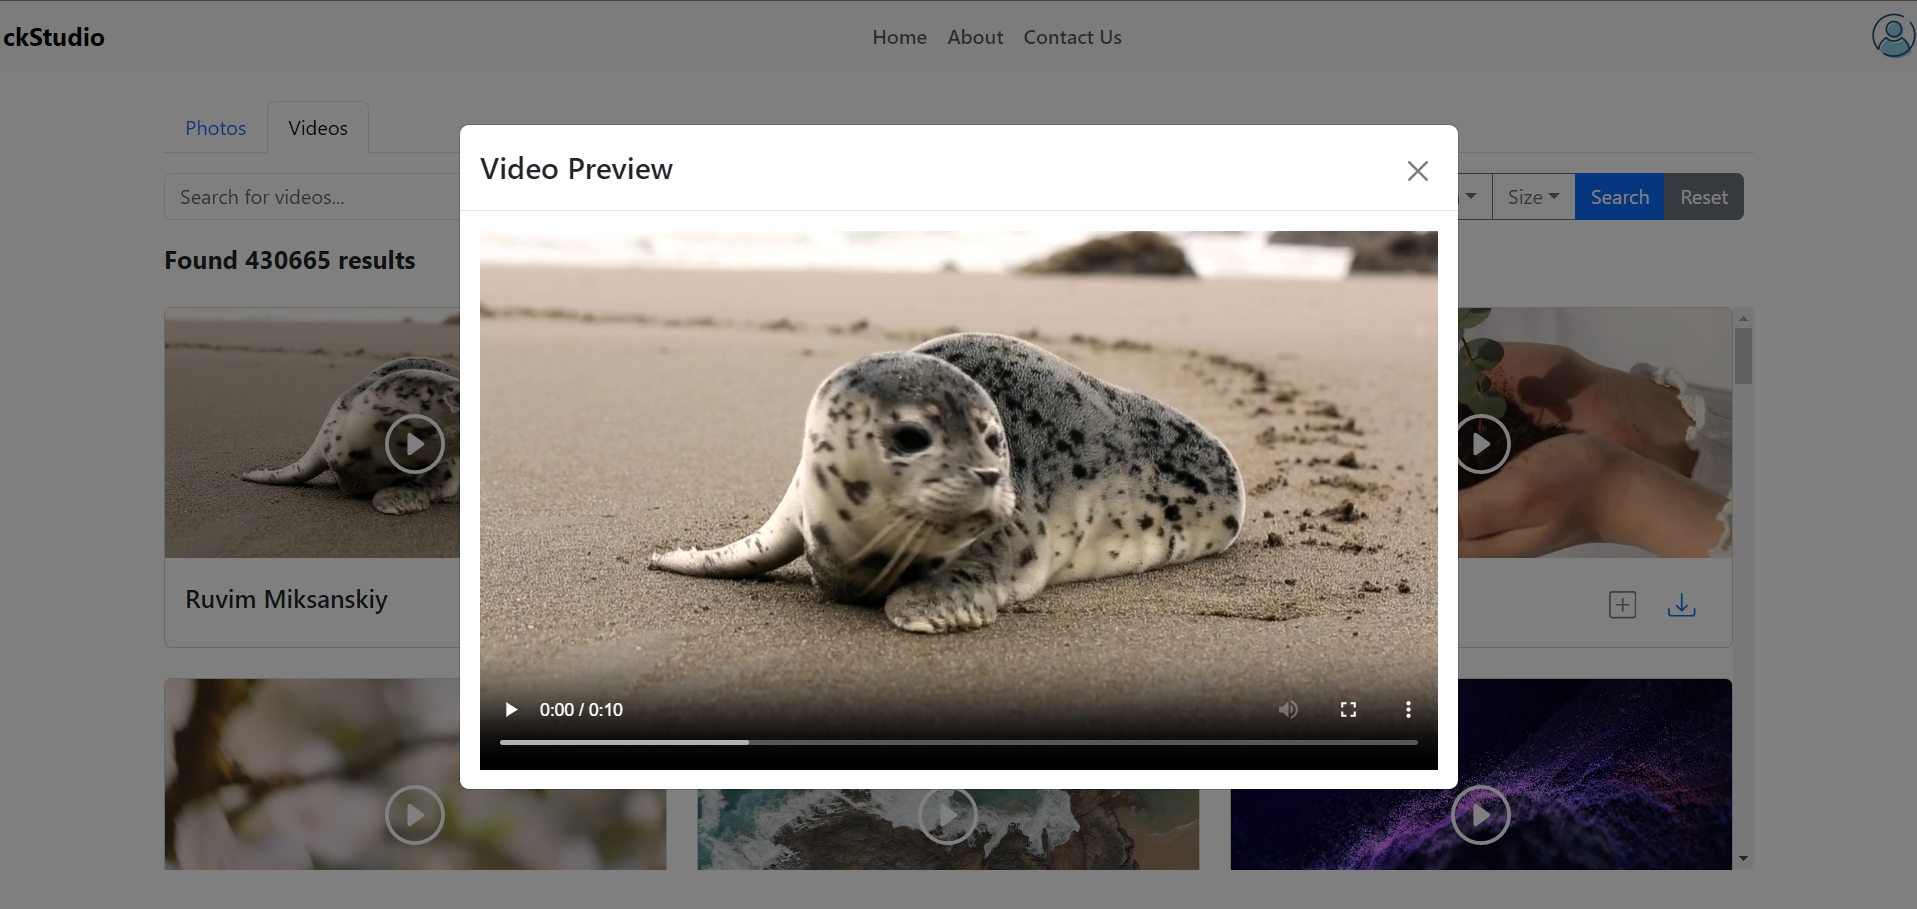 ckStudio
Home About Contact Us
Photos Videos
Video Preview
Search for videos...
Size Search Reset
Found 430665 results
Ruvim Miksanskiy
0:00 / 0:10